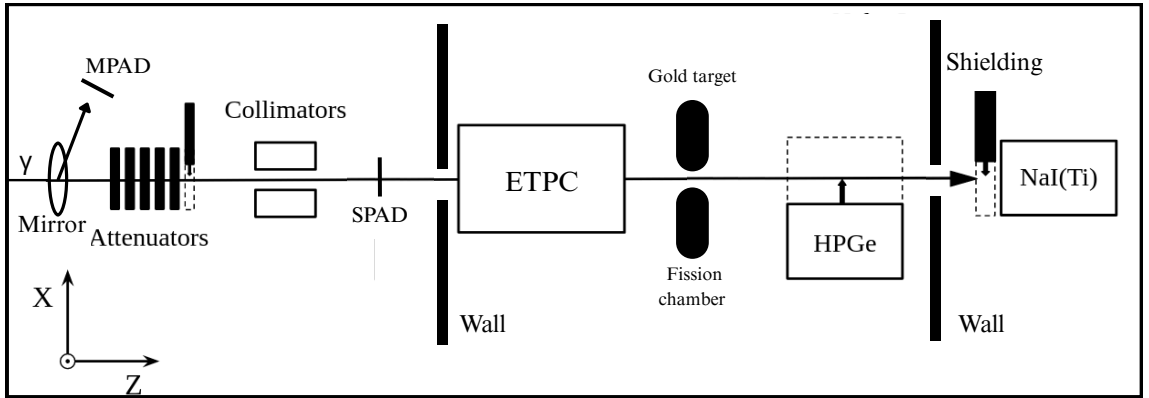 MPAD
Shielding
Gold target
Collimators
γ
ETPC
NaI(Ti)
SPAD
Mirror
Attenuators
HPGe
Fission
chamber
X
Wall
Wall
Z